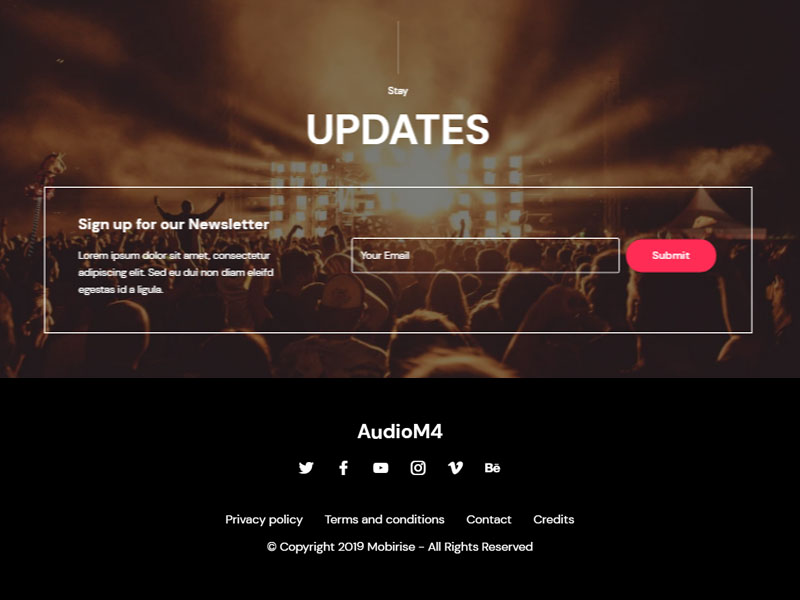 Stay
UPDATES
Sign up for our Newsletter
Lorem ipsum dolor sit amet, consectetur
adipiscing elit. Sed eu dui non diam eleifd
egestas id a ligula.
Your Email
Submit
AudioM4
Bē
Privacy policy Terms and conditions Contact Credits
© Copyright 2019 Mobirise - All Rights Reserved